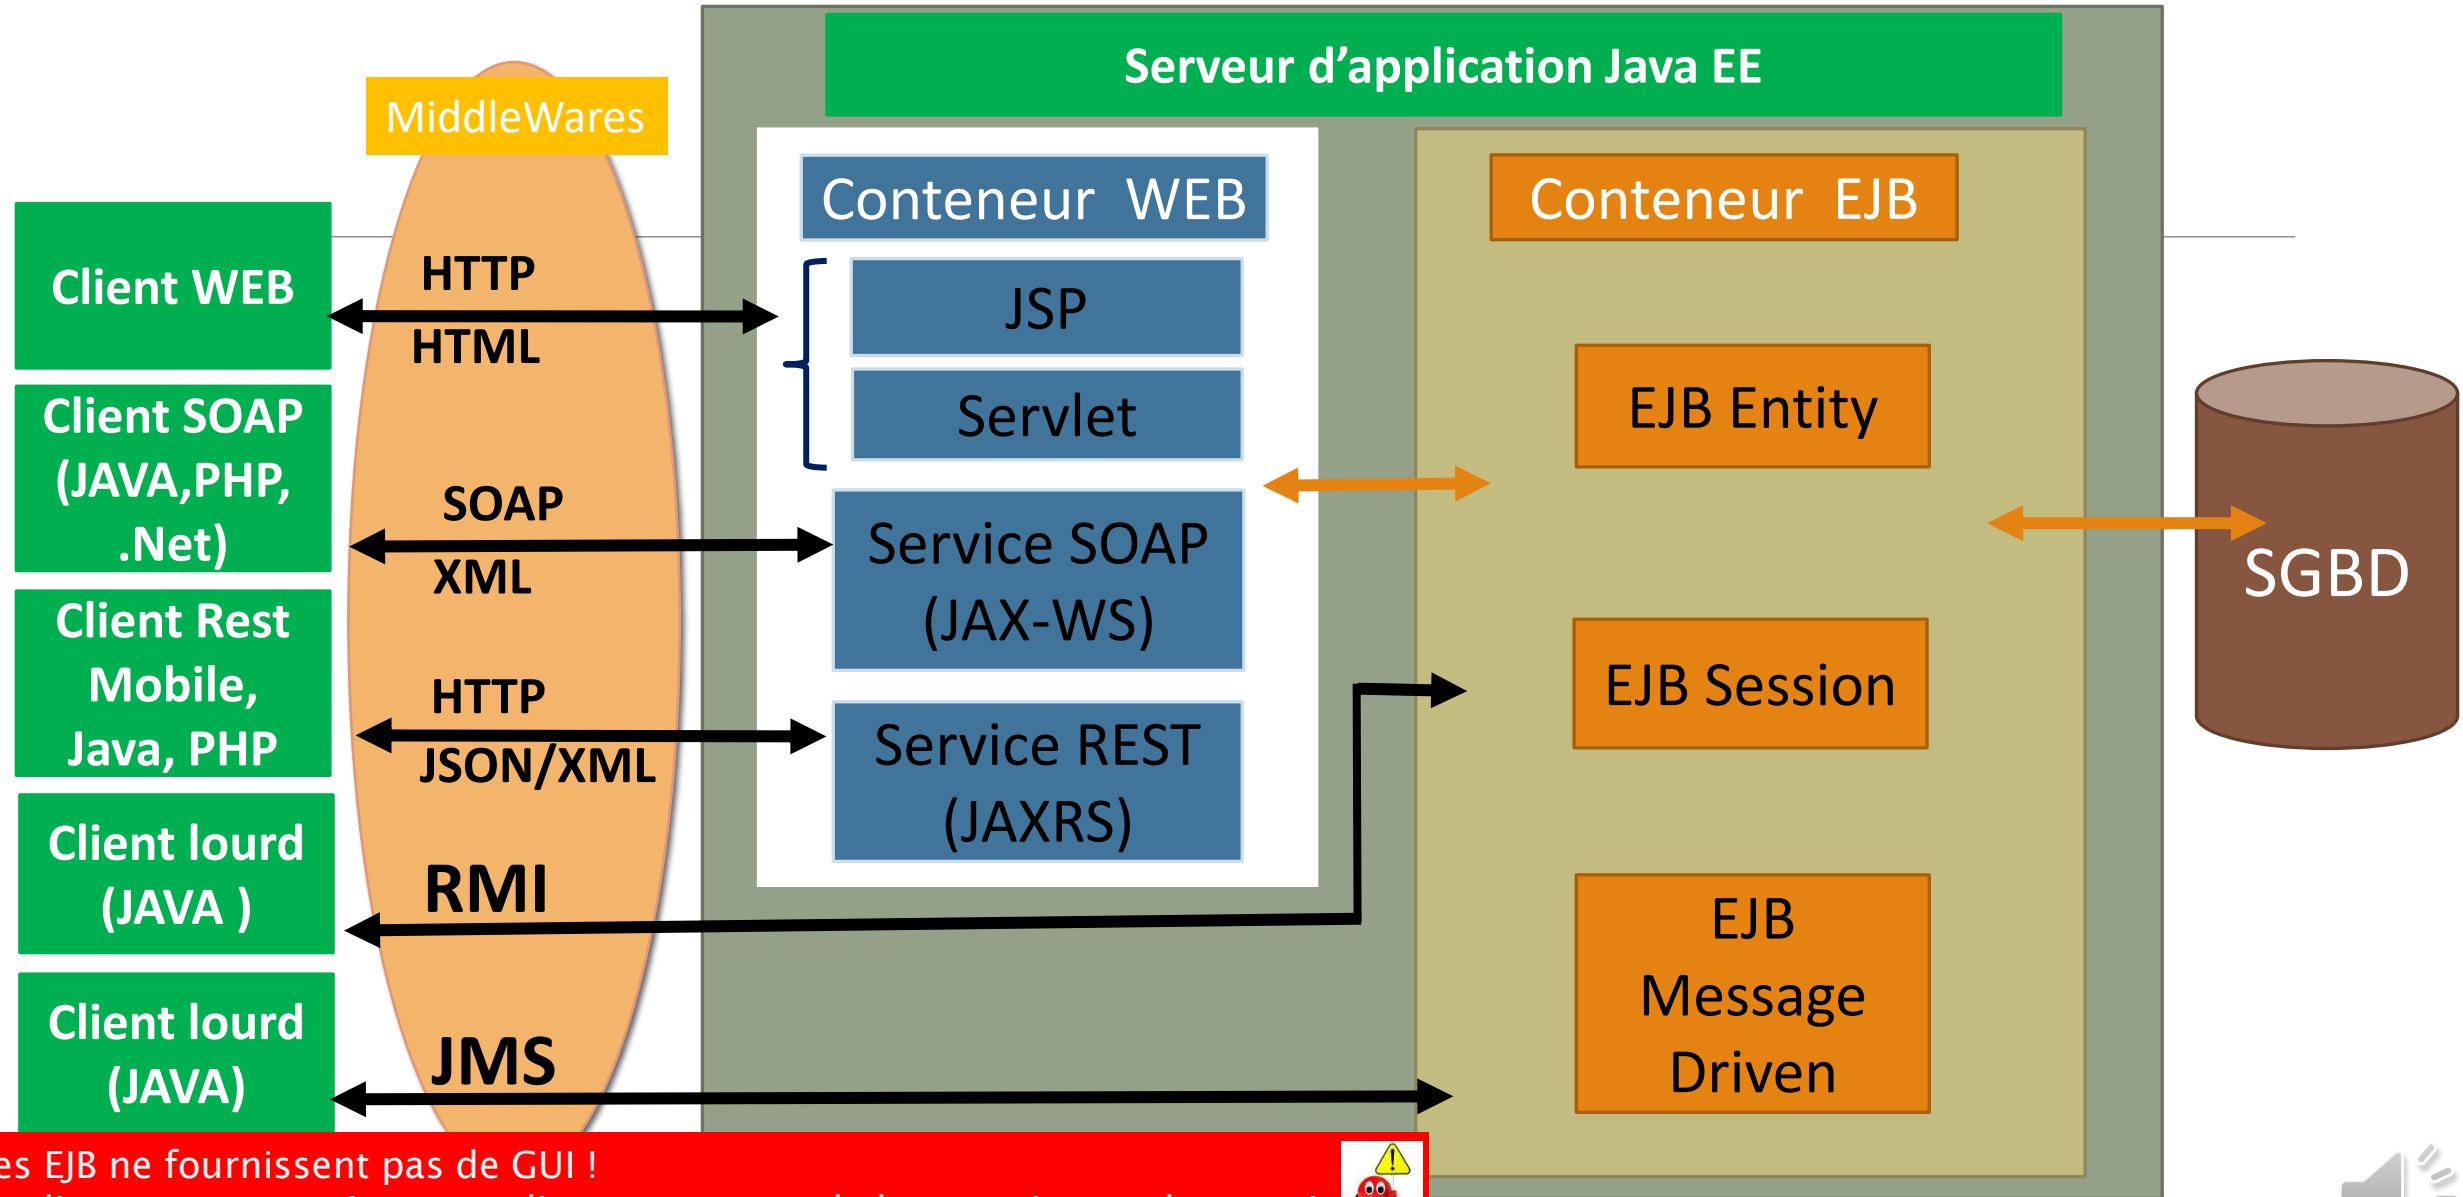 Serveur d’application Java EE
MiddleWares
Conteneur  WEB
Conteneur  EJB
Client WEB
HTTP
HTML
JSP
Servlet
Client SOAP
(JAVA,PHP,
.Net)
SOAP
XML
Service SOAP
(JAX-WS)
Client Rest
Mobile,
Java, PHP
HTTP
JSON/XML
Service REST
(JAXRS)
Client lourd
(JAVA )
RMI
Client lourd
(JAVA)
JMS
EJB Entity
EJB Session
EJB
Message
Driven
SGBD
EJB ne fournissent pas de GUI !